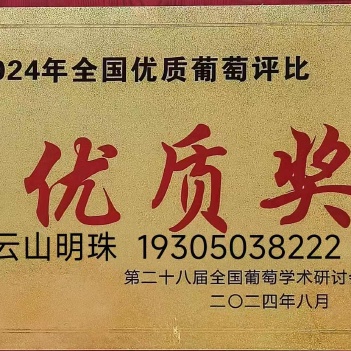 024年全国优质葡萄评比
优质奖
云山明珠 19305038222
第二十八届全国葡萄学术研讨会
二〇二四年八月